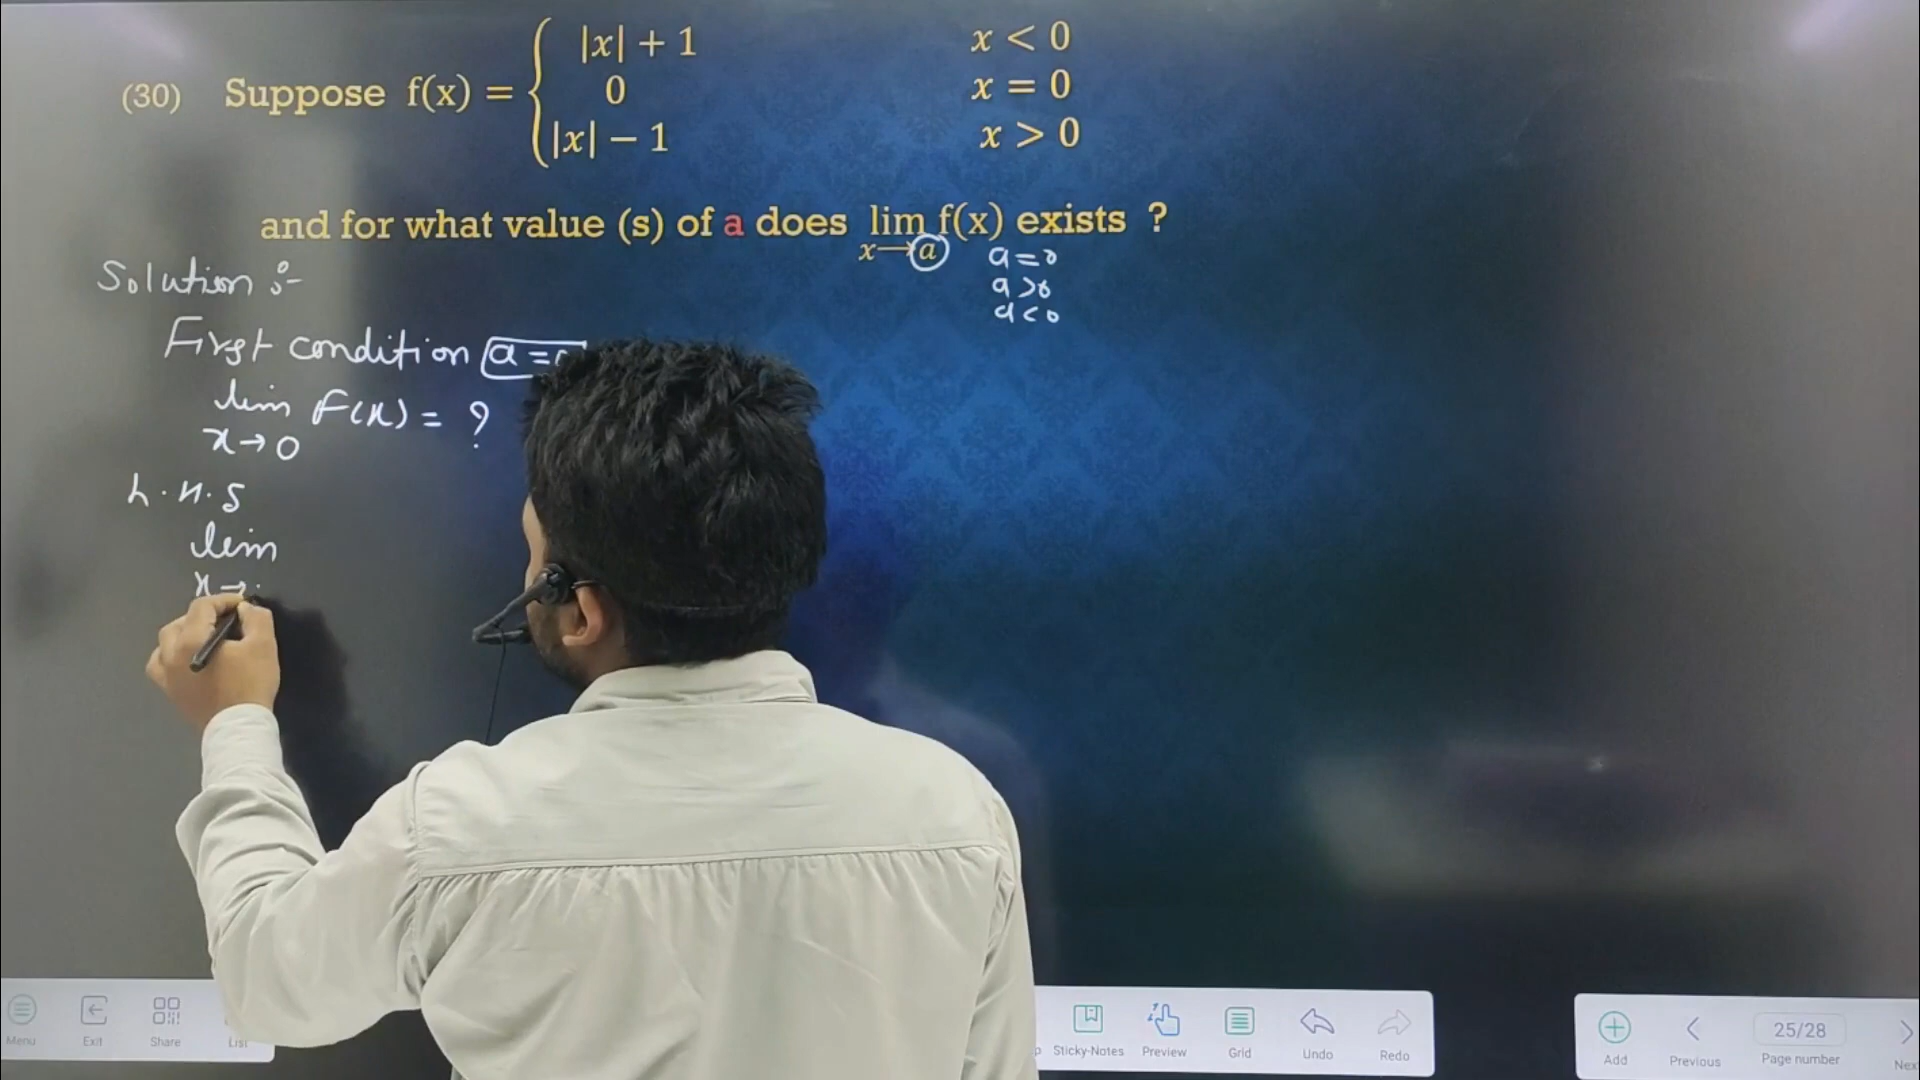 (30) Suppose f(x) = { |x| + 1 x < 0
0 x = 0
|x| − 1 x > 0
and for what value (s) of a does lim f(x) exists ?
x→a
a=0
a>0
a<0
Solution :-
First condition a =
lim f(x) = ?
x→0
L.H.S
lim
x→
Menu Exit Share List
Sticky-Notes Preview Grid Undo Redo
Add Previous 25/28 Page number